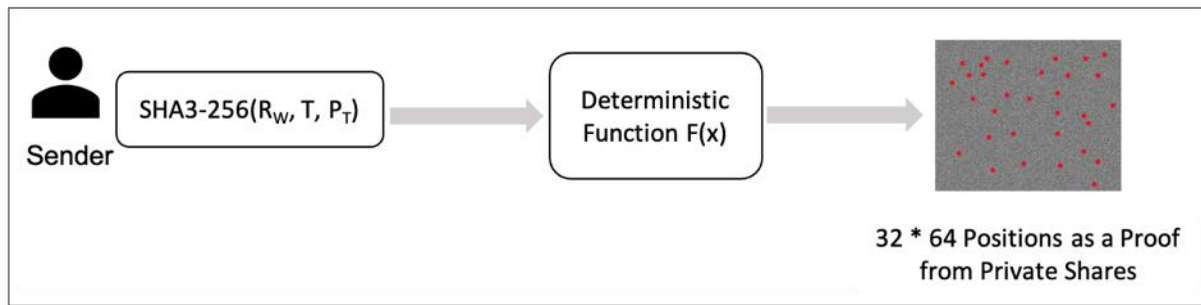 Sender
SHA3-256(R_W, T, P_T)
Deterministic
Function F(x)
32 * 64 Positions as a Proof
from Private Shares